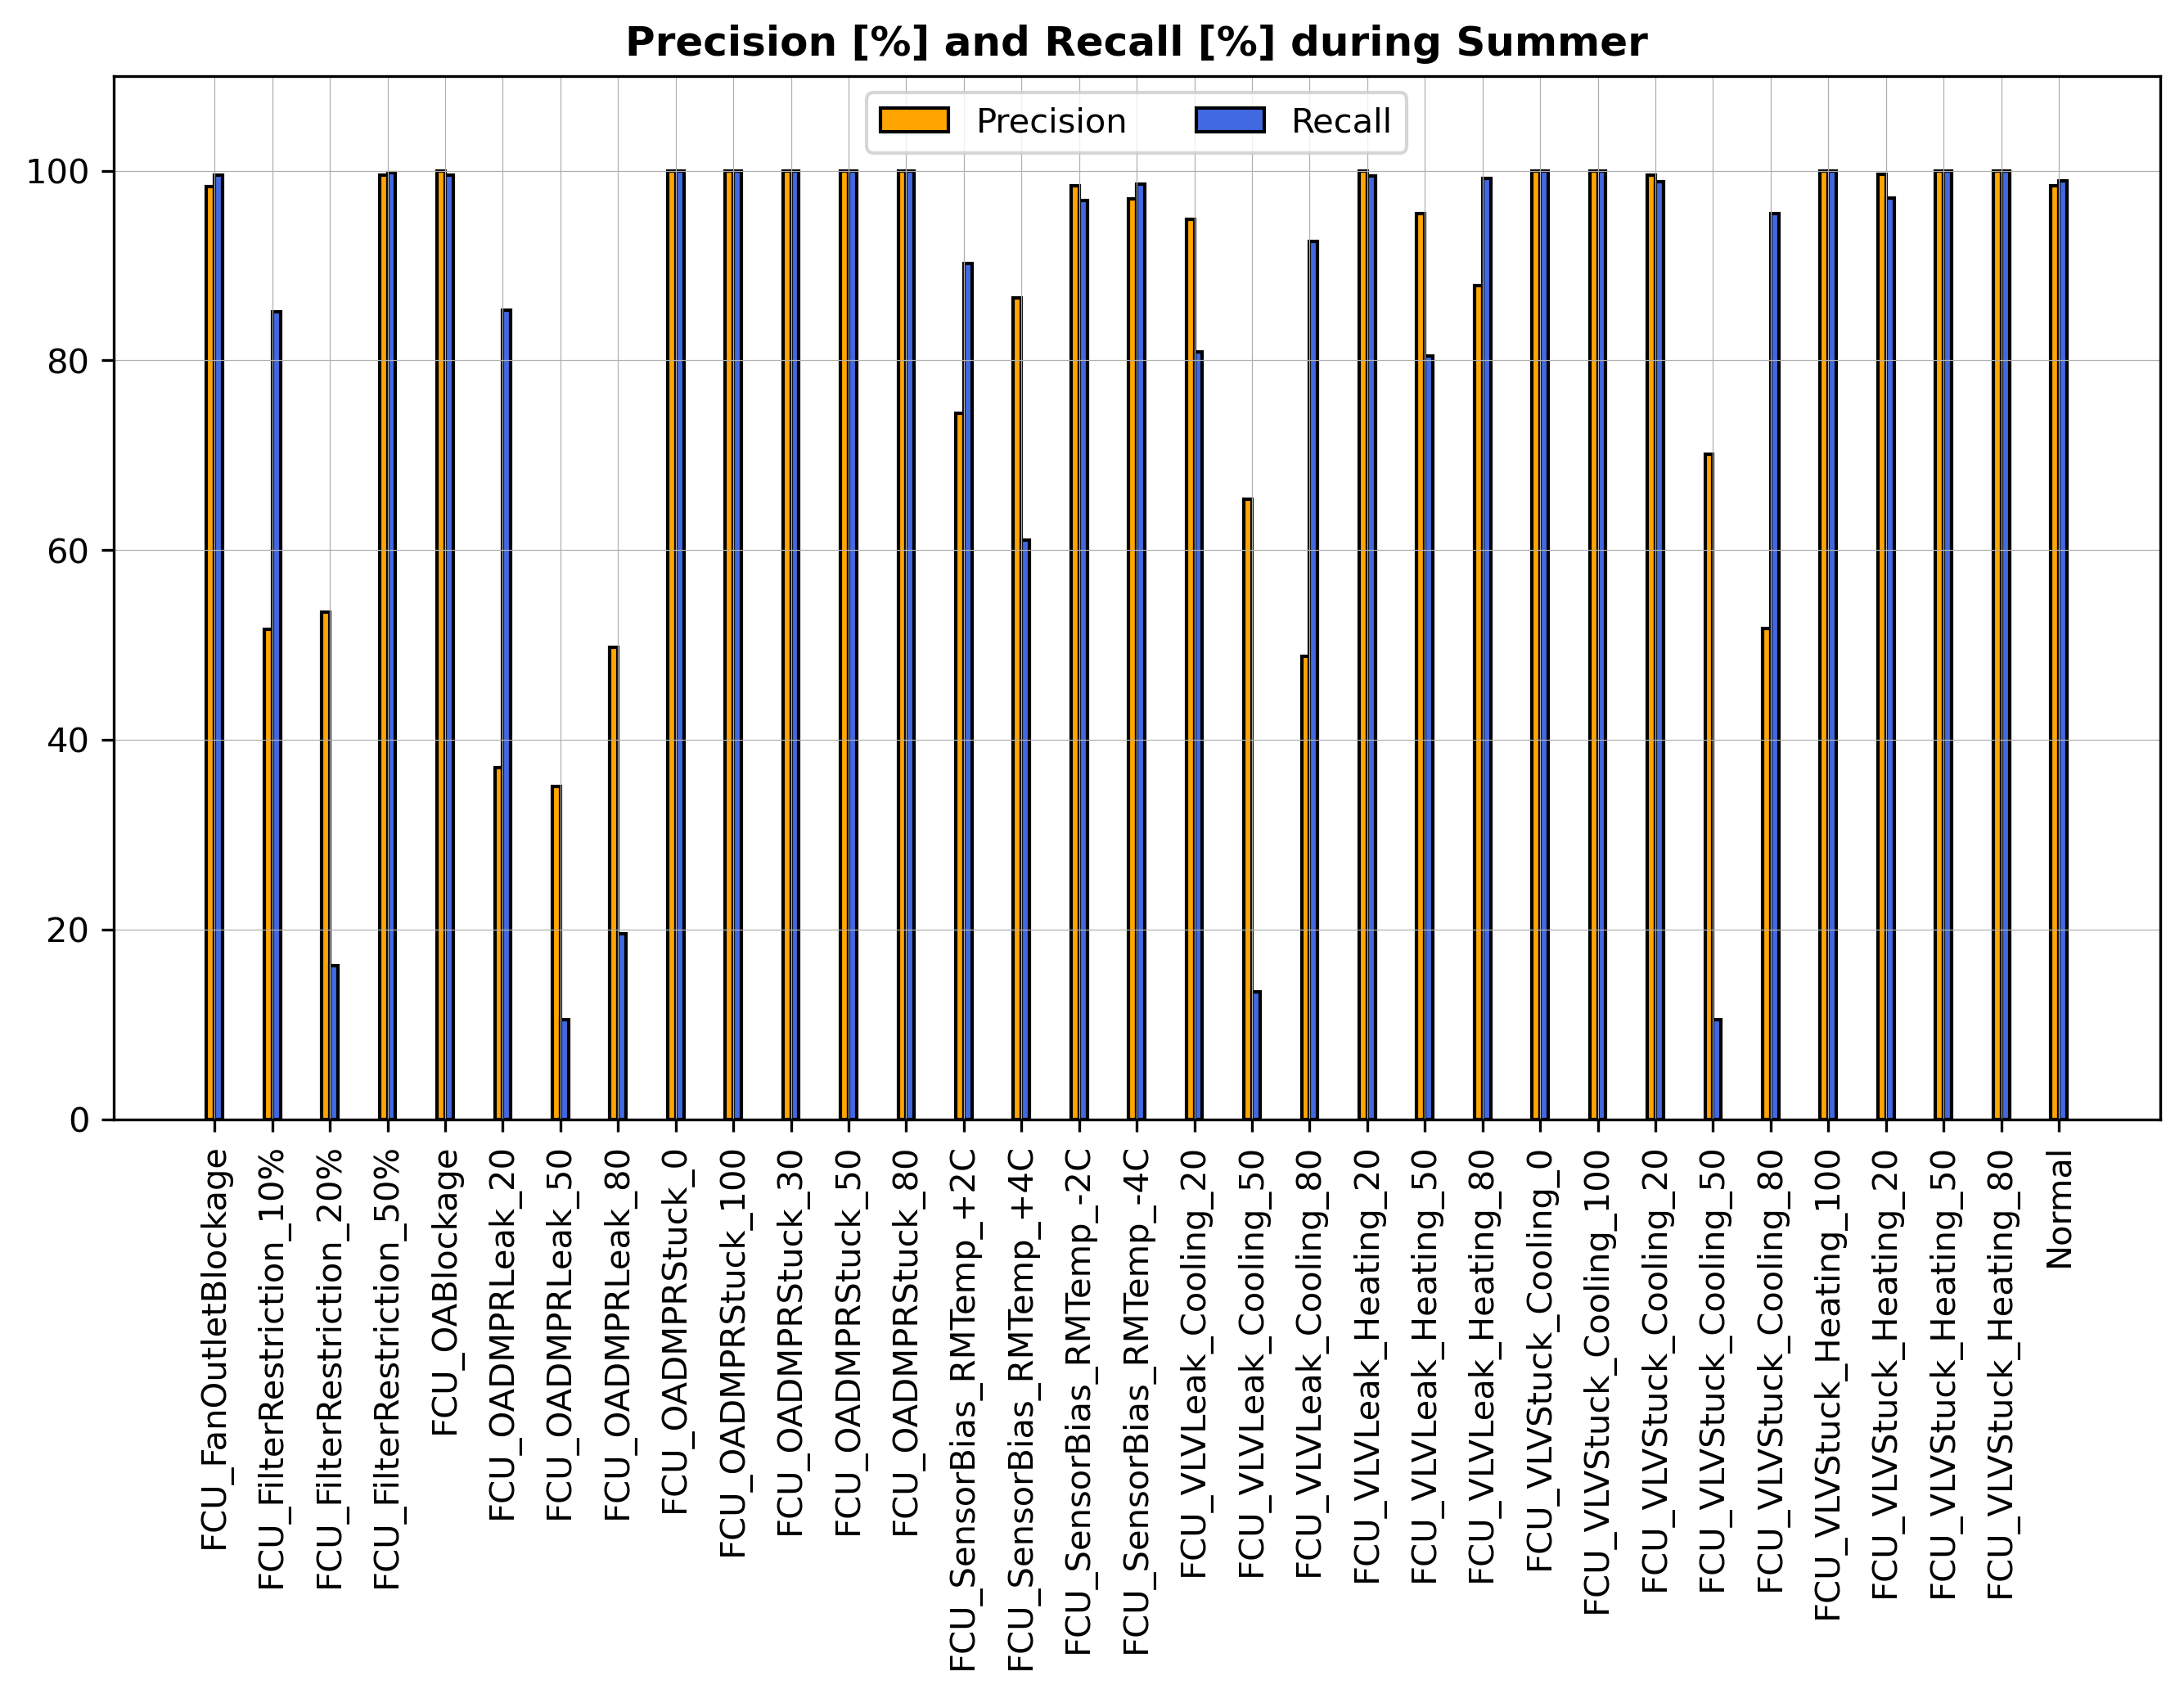 Precision [%] and Recall [%] during Summer
Precision
Recall
100
80
60
40
20
0
FCU_FanOutletBlockage
FCU_FilterRestriction_10%
FCU_FilterRestriction_20%
FCU_FilterRestriction_50%
FCU_OABlockage
FCU_OADMPRLeak_20
FCU_OADMPRLeak_50
FCU_OADMPRLeak_80
FCU_OADMPRStuck_0
FCU_OADMPRStuck_100
FCU_OADMPRStuck_30
FCU_OADMPRStuck_50
FCU_OADMPRStuck_80
FCU_SensorBias_RMTemp_+2C
FCU_SensorBias_RMTemp_+4C
FCU_SensorBias_RMTemp_-2C
FCU_SensorBias_RMTemp_-4C
FCU_VLVLeak_Cooling_20
FCU_VLVLeak_Cooling_50
FCU_VLVLeak_Cooling_80
FCU_VLVLeak_Heating_20
FCU_VLVLeak_Heating_50
FCU_VLVLeak_Heating_80
FCU_VLVStuck_Cooling_0
FCU_VLVStuck_Cooling_100
FCU_VLVStuck_Cooling_20
FCU_VLVStuck_Cooling_50
FCU_VLVStuck_Cooling_80
FCU_VLVStuck_Heating_100
FCU_VLVStuck_Heating_20
FCU_VLVStuck_Heating_50
FCU_VLVStuck_Heating_80
Normal